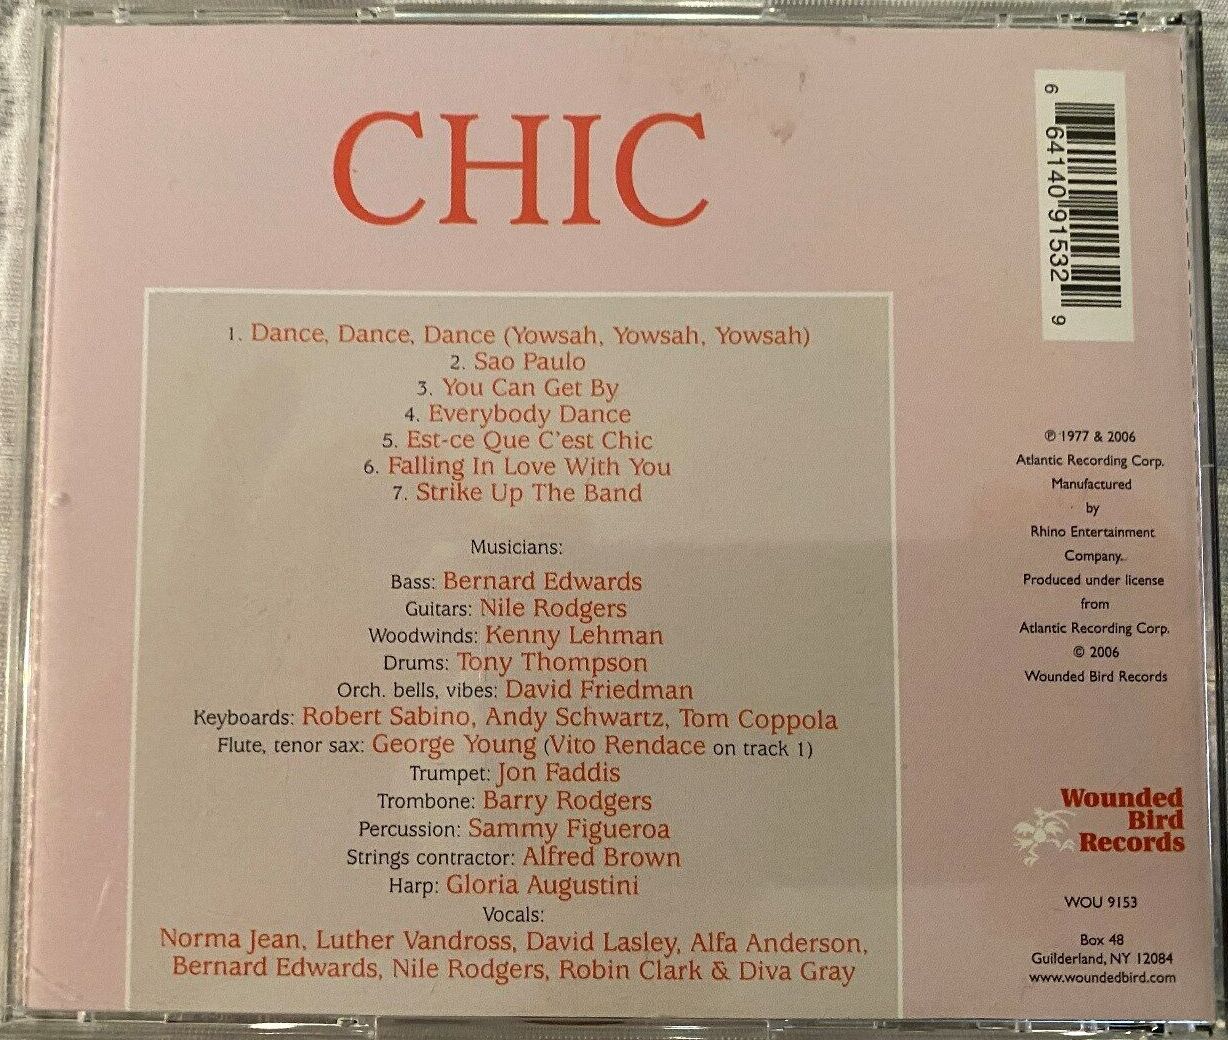 CHIC
1. Dance, Dance, Dance (Yowsah, Yowsah, Yowsah)
2. Sao Paulo
3. You Can Get By
4. Everybody Dance
5. Est-ce Que C'est Chic
6. Falling In Love With You
7. Strike Up The Band
Musicians:
Bass: Bernard Edwards
Guitars: Nile Rodgers
Woodwinds: Kenny Lehman
Drums: Tony Thompson
Orch. bells, vibes: David Friedman
Keyboards: Robert Sabino, Andy Schwartz, Tom Coppola
Flute, tenor sax: George Young (Vito Rendace on track 1)
Trumpet: Jon Faddis
Trombone: Barry Rodgers
Percussion: Sammy Figueroa
Strings contractor: Alfred Brown
Harp: Gloria Augustini
Vocals:
Norma Jean, Luther Vandross, David Lasley, Alfa Anderson,
Bernard Edwards, Nile Rodgers, Robin Clark & Diva Gray
6 64140 91532 9
℗ 1977 & 2006
Atlantic Recording Corp.
Manufactured
by
Rhino Entertainment
Company.
Produced under license
from
Atlantic Recording Corp.
© 2006
Wounded Bird Records
Wounded
Bird
Records
WOU 9153
Box 48
Guilderland, NY 12084
www.woundedbird.com